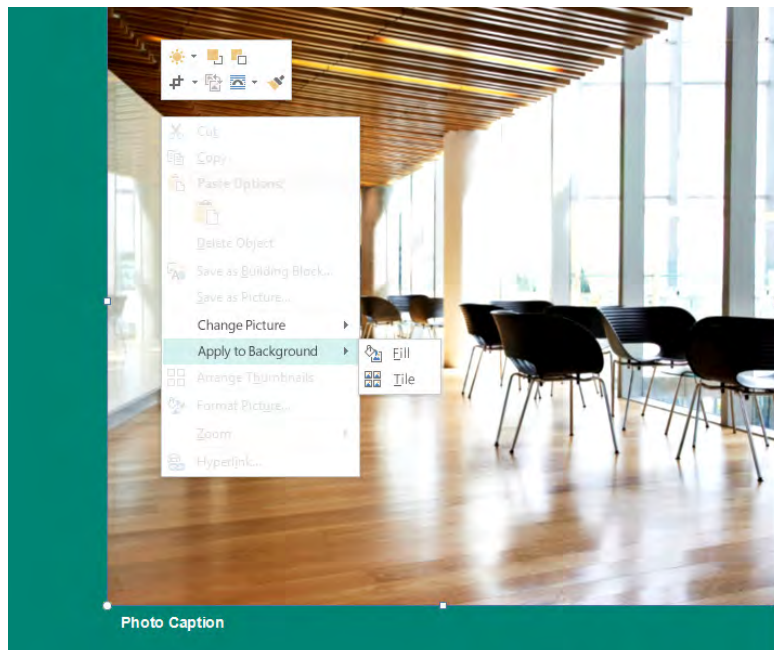 Cut
Copy
Paste Options:
Delete Object
Save as Building Block...
Save as Picture...
Change Picture
Apply to Background
Fill
Tile
Arrange Thumbnails
Format Picture...
Zoom
Hyperlink...
Photo Caption